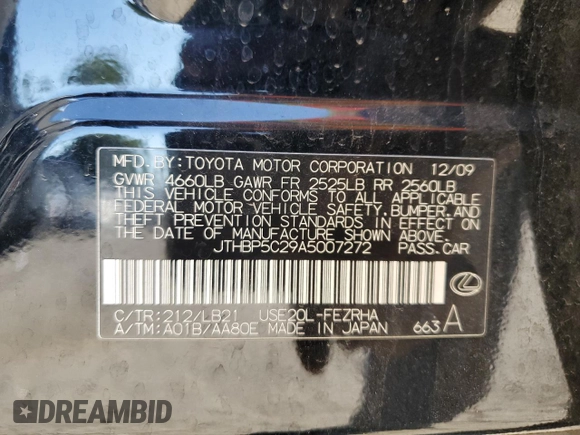 MFD. BY: TOYOTA MOTOR CORPORATION 12/09
GVWR 4660LB GAWR FR 2525LB RR 2560LB
THIS VEHICLE CONFORMS TO ALL APPLICABLE
FEDERAL MOTOR VEHICLE SAFETY, BUMPER, AND
THEFT PREVENTION STANDARDS IN EFFECT ON
THE DATE OF MANUFACTURE SHOWN ABOVE.
JTHBP5C29A5007272 PASS. CAR
C/TR: 212/LB21 USE20L-FEZRHA
A/TM: A01B/AA80E MADE IN JAPAN 663 A
DREAMBID